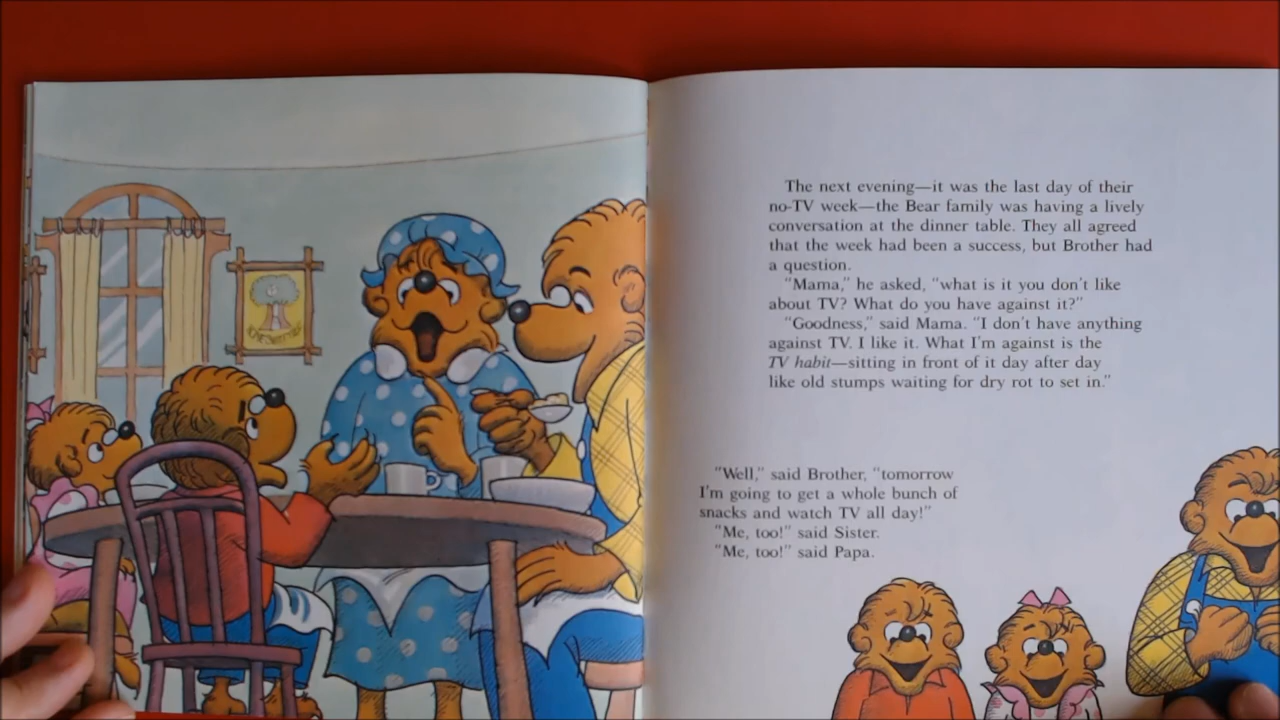 The next evening—it was the last day of their
no-TV week—the Bear family was having a lively
conversation at the dinner table. They all agreed
that the week had been a success, but Brother had
a question.
"Mama," he asked, "what is it you don't like
about TV? What do you have against it?"
"Goodness," said Mama. "I don't have anything
against TV. I like it. What I'm against is the
TV habit—sitting in front of it day after day
like old stumps waiting for dry rot to set in."
"Well," said Brother, "tomorrow
I'm going to get a whole bunch of
snacks and watch TV all day!"
"Me, too!" said Sister.
"Me, too!" said Papa.